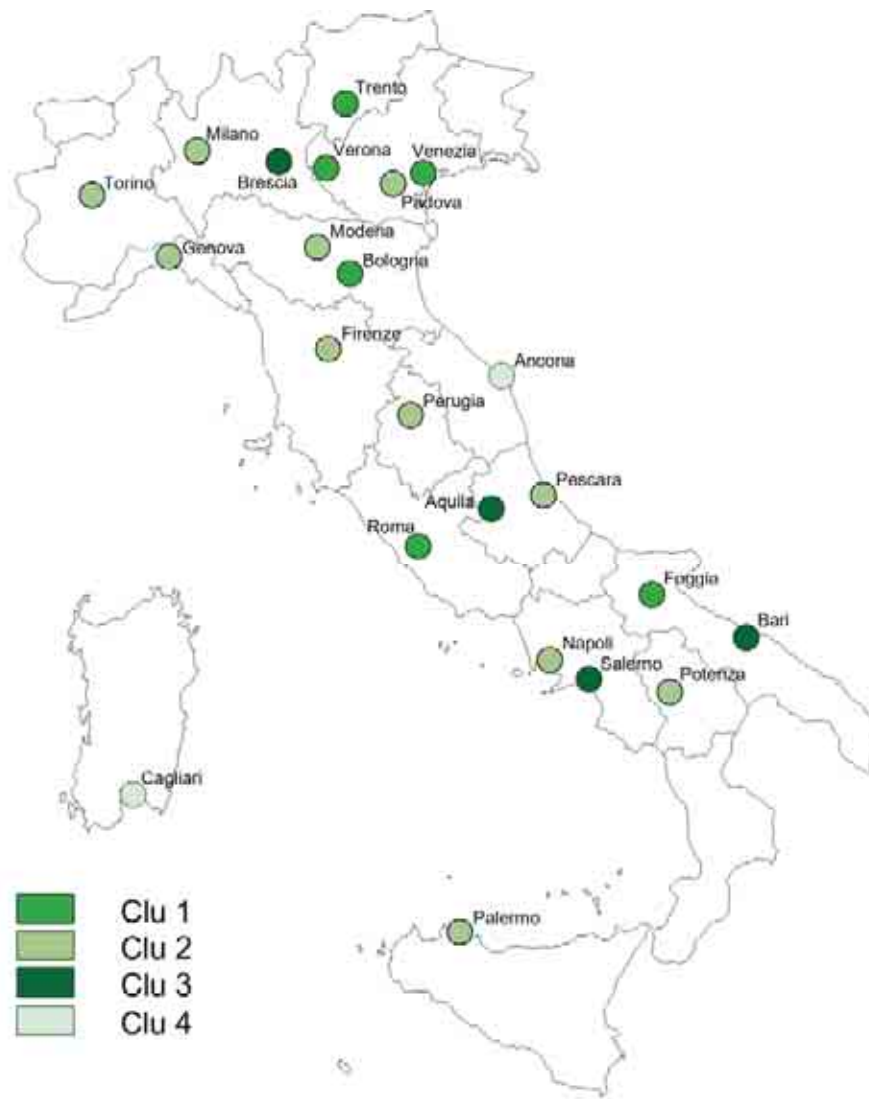 Trento
Milano
Verona
Venezia
Brescia
Torino
Padova
Modena
Genova
Bologna
Firenze
Ancona
Perugia
Pescara
Aquila
Roma
Foggia
Bari
Napoli
Salerno
Potenza
Cagliari
Palermo
Clu 1
Clu 2
Clu 3
Clu 4